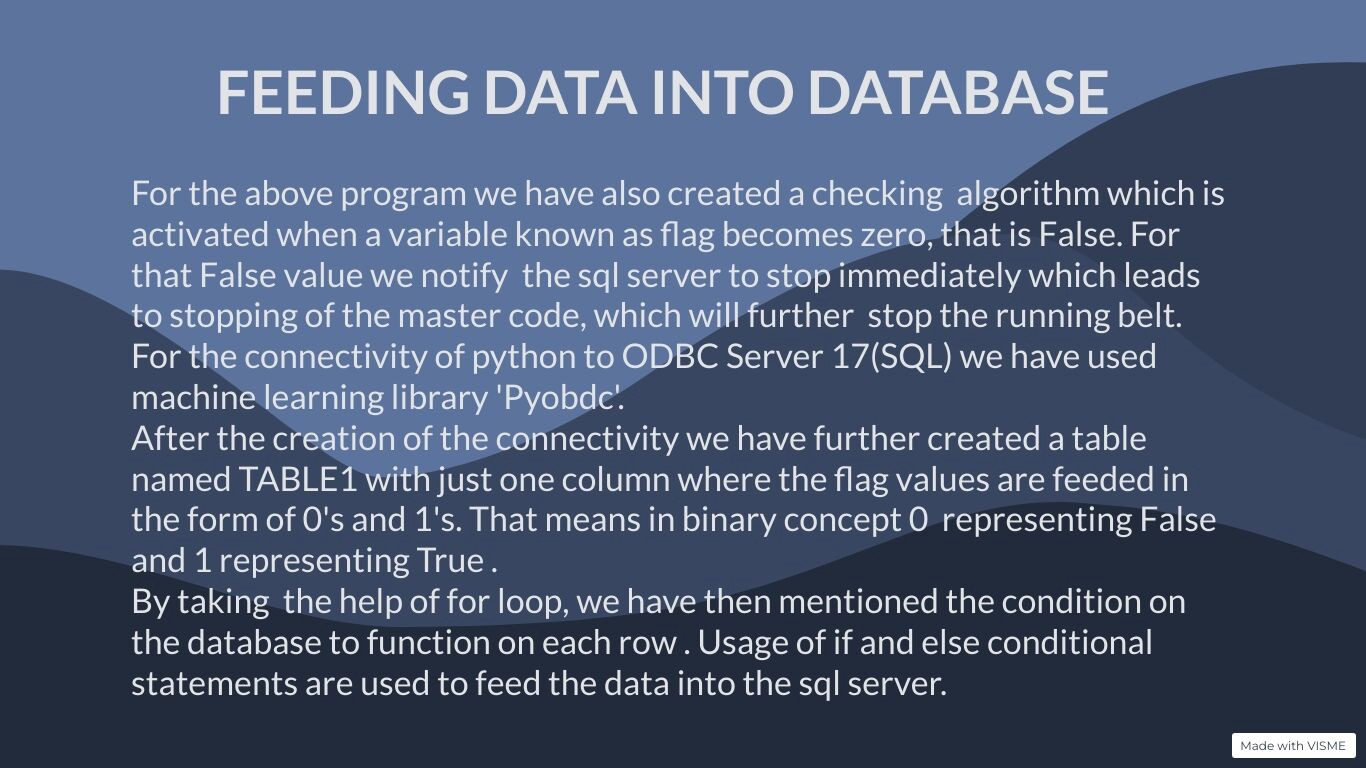 FEEDING DATA INTO DATABASE
For the above program we have also created a checking  algorithm which is
activated when a variable known as flag becomes zero, that is False. For
that False value we notify  the sql server to stop immediately which leads
to stopping of the master code, which will further  stop the running belt.
For the connectivity of python to ODBC Server 17(SQL) we have used
machine learning library 'Pyobdc'.
After the creation of the connectivity we have further created a table
named TABLE1 with just one column where the flag values are feeded in
the form of 0's and 1's. That means in binary concept 0  representing False
and 1 representing True .
By taking  the help of for loop, we have then mentioned the condition on
the database to function on each row . Usage of if and else conditional
statements are used to feed the data into the sql server.
Made with VISME